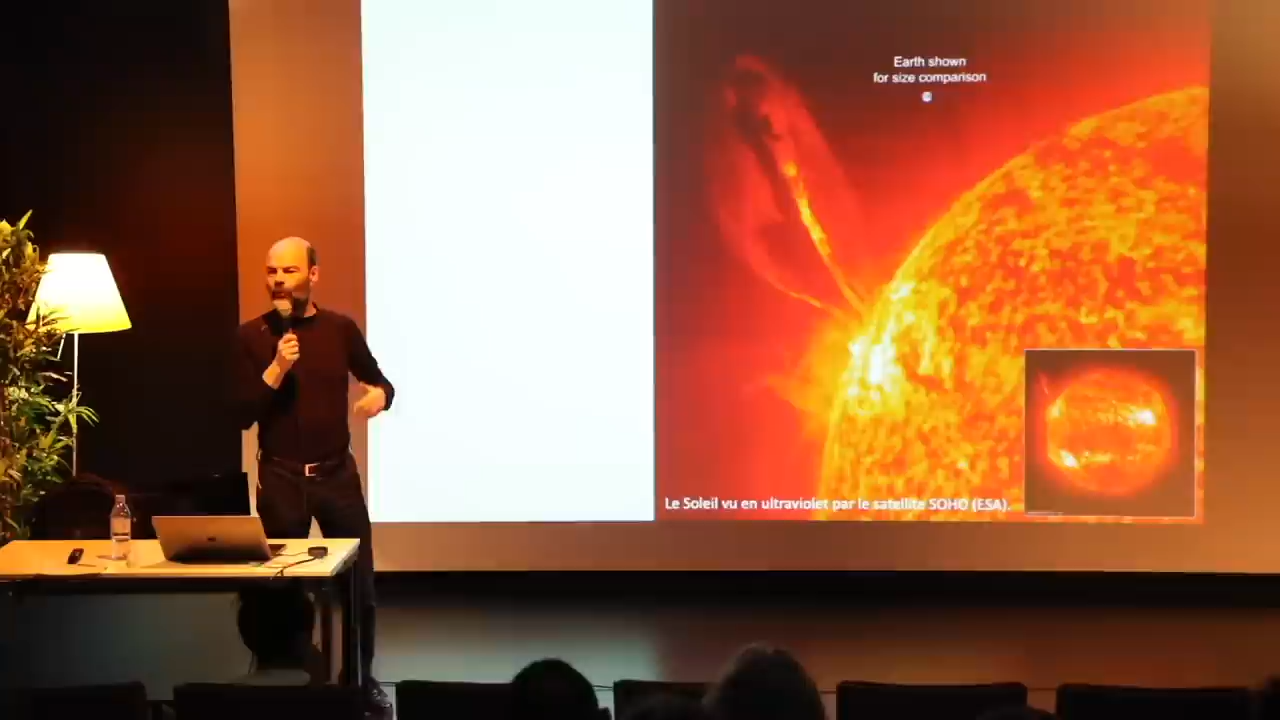 Earth shown
for size comparison
Le Soleil vu en ultraviolet par le satellite SOHO (ESA).